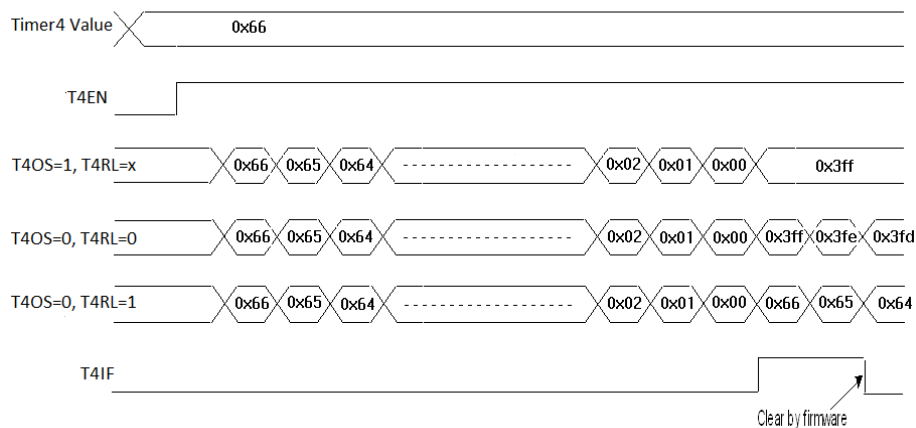 Timer4 Value 0x66
T4EN
T4OS=1, T4RL=x 0x66 0x65 0x64 0x02 0x01 0x00 0x3ff
T4OS=0, T4RL=0 0x66 0x65 0x64 0x02 0x01 0x00 0x3ff 0x3fe 0x3fd
T4OS=0, T4RL=1 0x66 0x65 0x64 0x02 0x01 0x00 0x66 0x65 0x64
T4IF
Clear by firmware